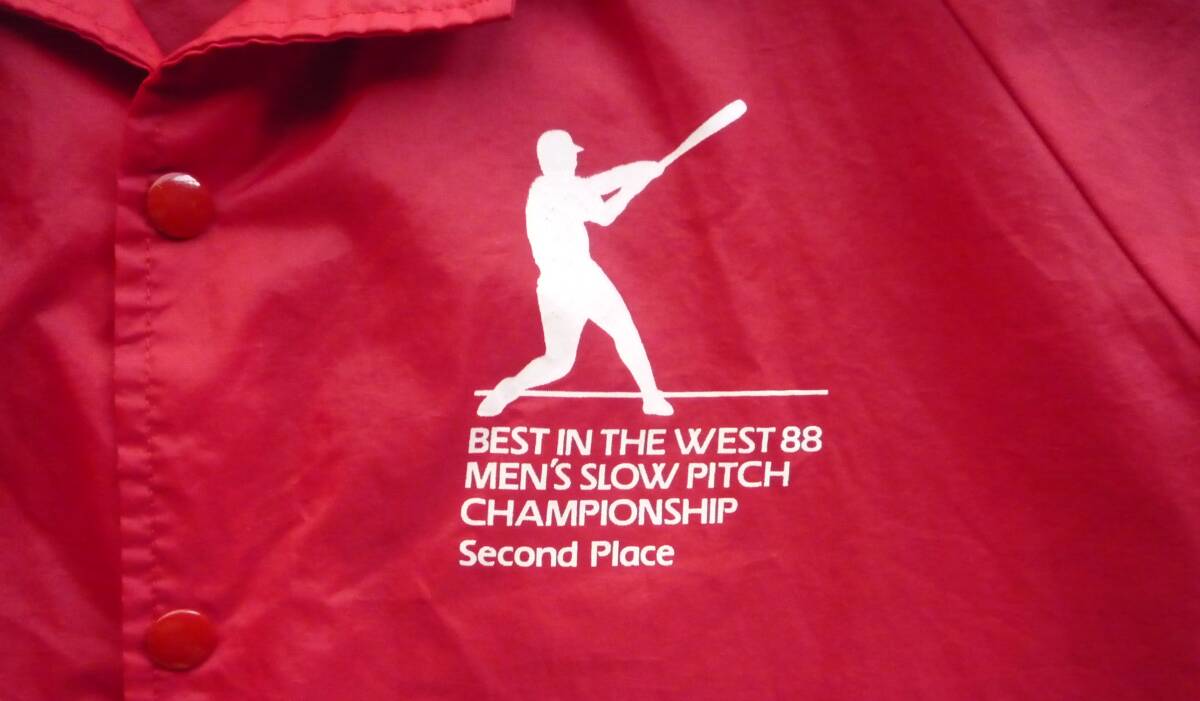 BEST IN THE WEST 88
MEN'S SLOW PITCH
CHAMPIONSHIP
Second Place